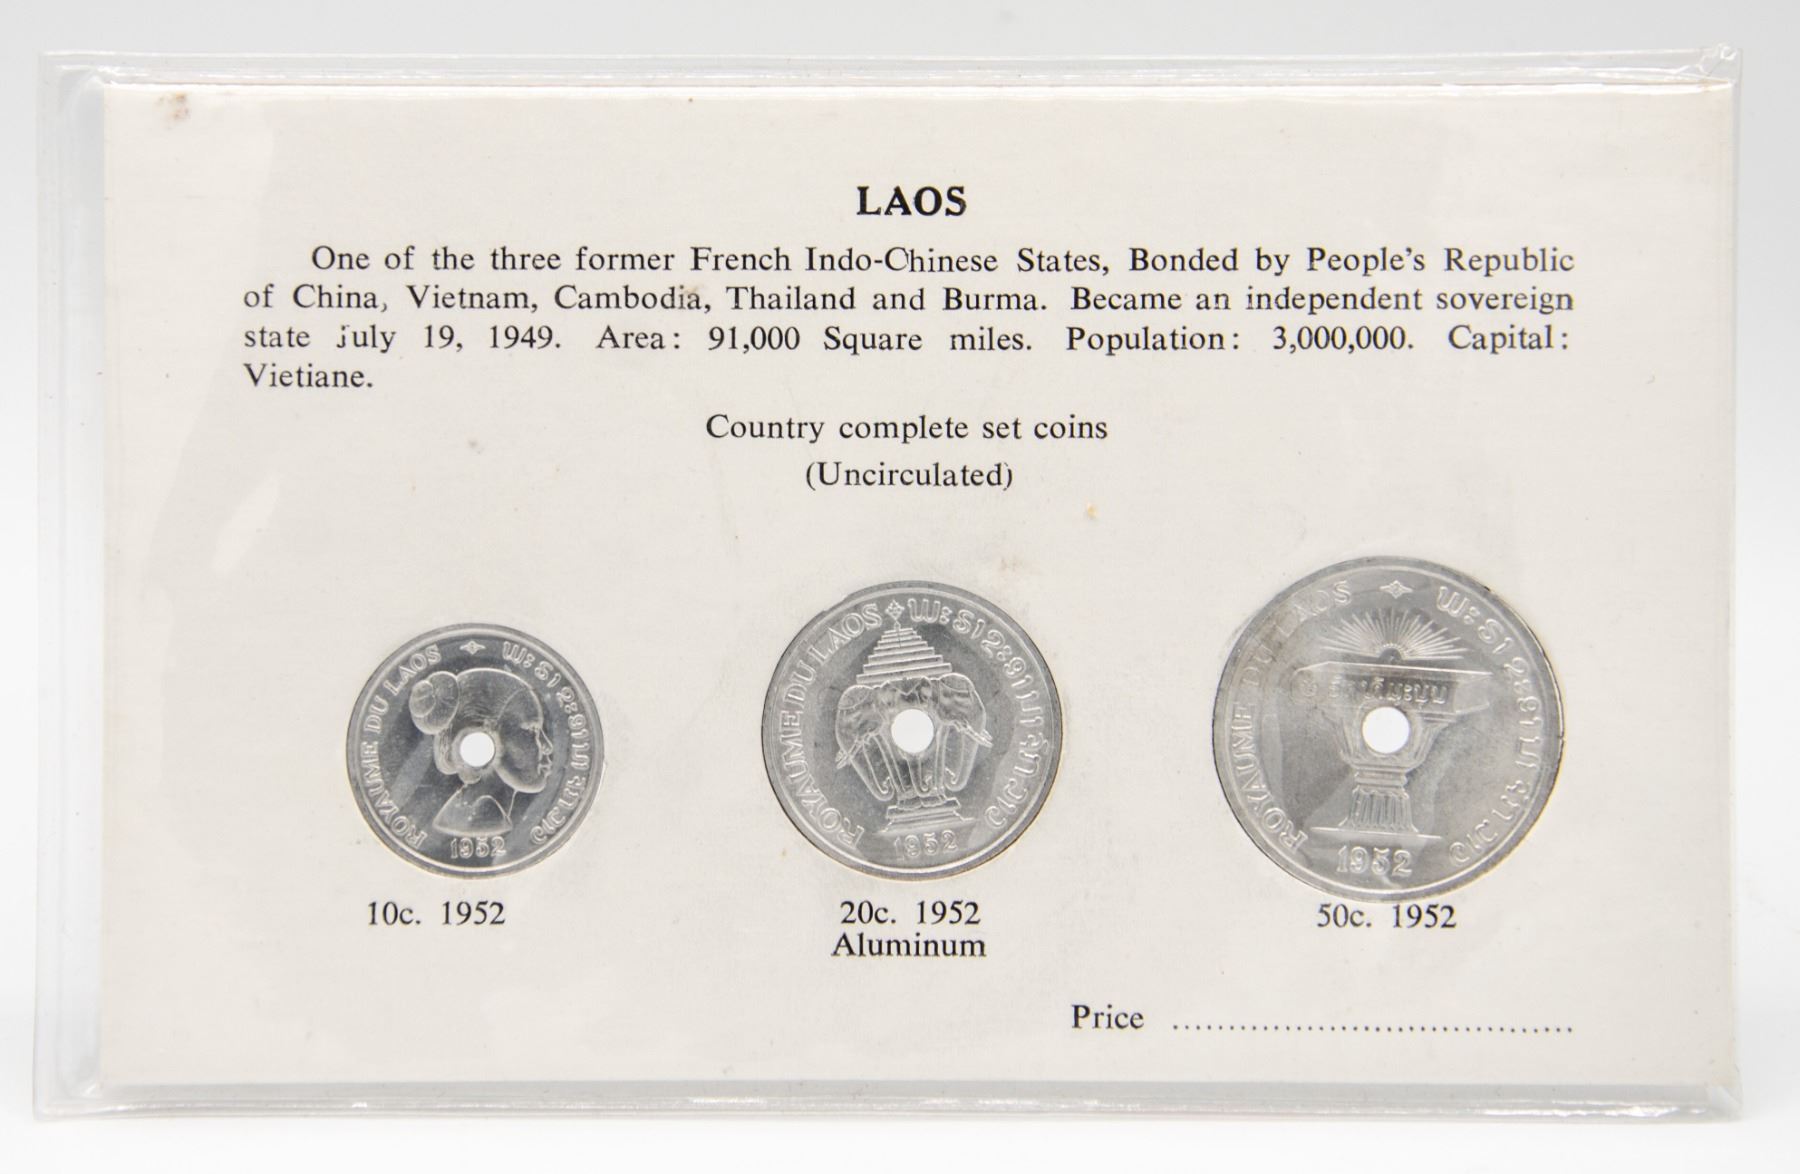 LAOS
One of the three former French Indo-Chinese States, Bonded by People's Republic
of China, Vietnam, Cambodia, Thailand and Burma. Became an independent sovereign
state July 19, 1949. Area: 91,000 Square miles. Population: 3,000,000. Capital:
Vietiane.
Country complete set coins
(Uncirculated)
ROYAUME DU LAOS
1952
ROYAUME DU LAOS
1952
ROYAUME DU LAOS
1952
10c. 1952
20c. 1952
Aluminum
50c. 1952
Price ....................................